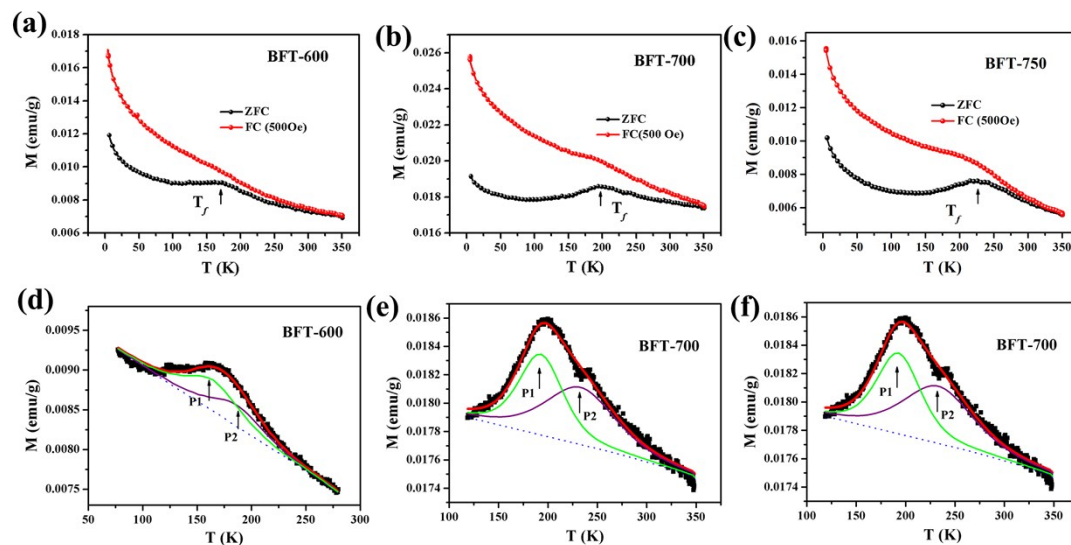 (a)
BFT-600
ZFC
FC (500Oe)
T_f
M (emu/g)
0.018
0.016
0.014
0.012
0.010
0.008
0.006
0 50 100 150 200 250 300 350
T (K)
(b)
BFT-700
ZFC
FC(500 Oe)
T_f
M (emu/g)
0.028
0.026
0.024
0.022
0.020
0.018
0.016
0 50 100 150 200 250 300 350
T (K)
(c)
BFT-750
ZFC
FC (500Oe)
T_f
M (emu/g)
0.016
0.014
0.012
0.010
0.008
0.006
0 50 100 150 200 250 300 350
T (K)
(d)
BFT-600
P1
P2
M (emu/g)
0.0095
0.0090
0.0085
0.0080
0.0075
50 100 150 200 250 300
T (K)
(e)
BFT-700
P1
P2
M (emu/g)
0.0186
0.0184
0.0182
0.0180
0.0178
0.0176
0.0174
100 150 200 250 300 350
T (K)
(f)
BFT-700
P1
P2
M (emu/g)
0.0186
0.0184
0.0182
0.0180
0.0178
0.0176
0.0174
100 150 200 250 300 350
T (K)